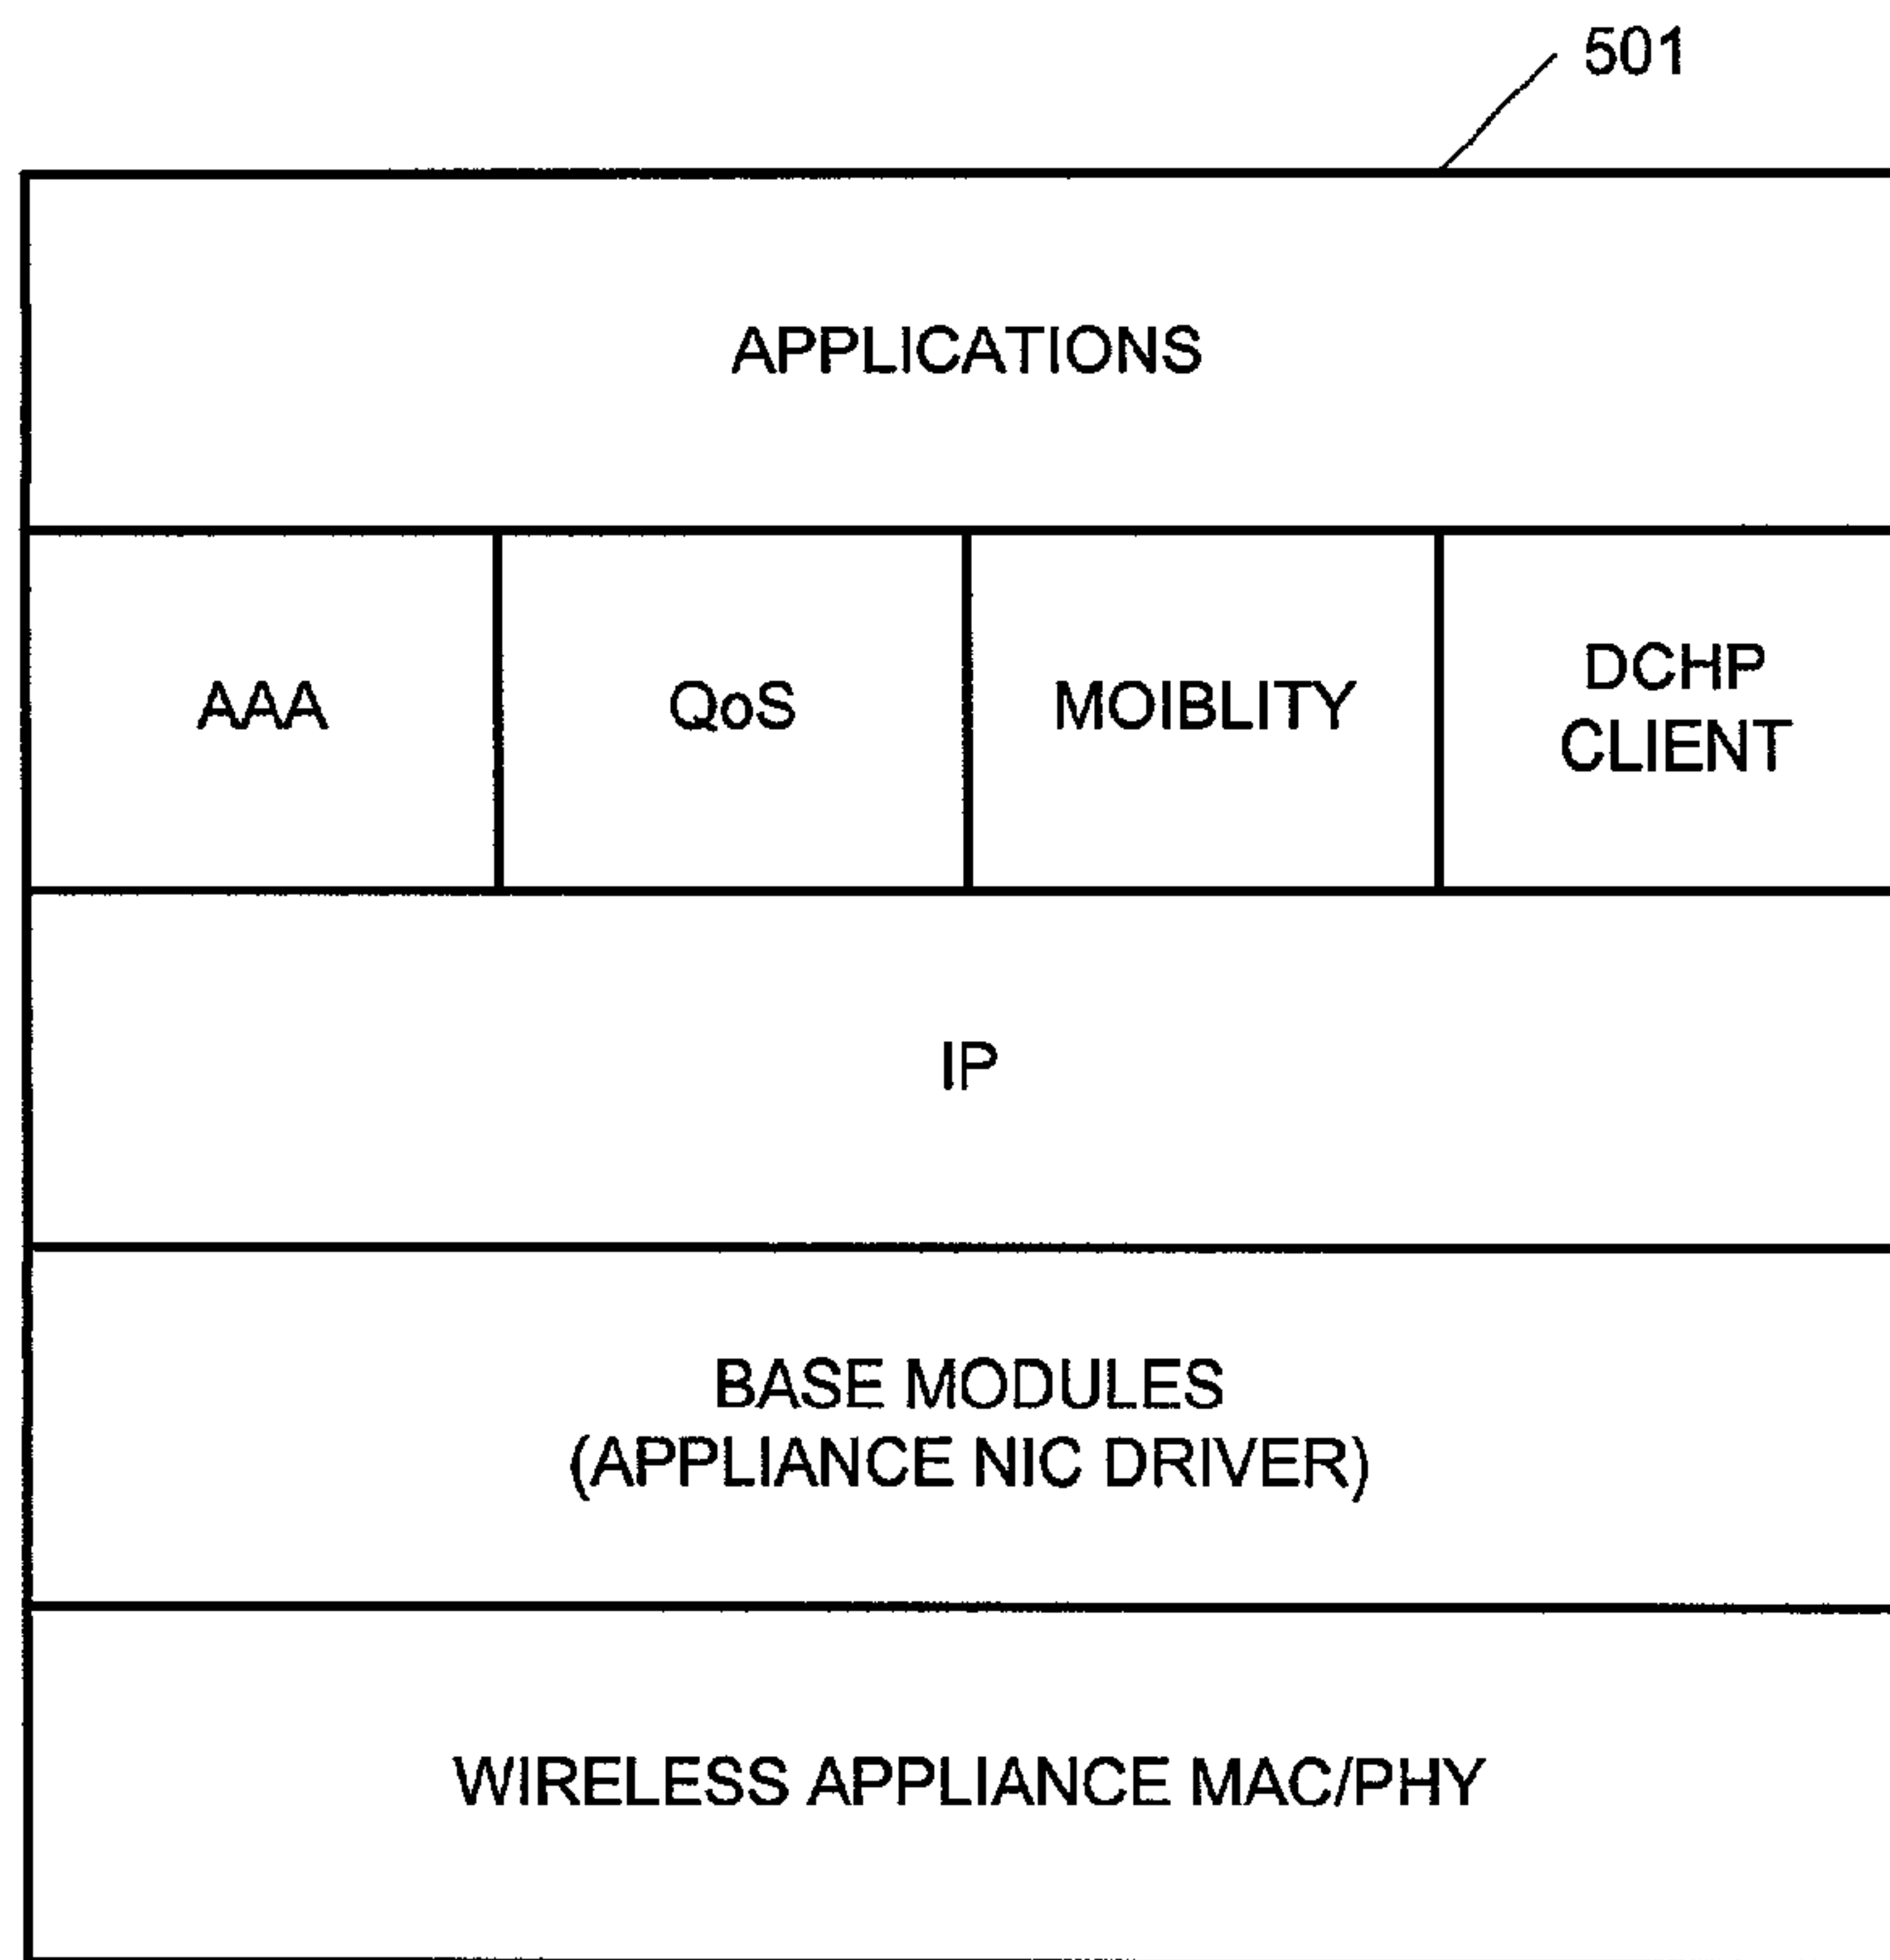 501
APPLICATIONS
AAA
QoS
MOIBLITY
DCHP
CLIENT
IP
BASE MODULES
(APPLIANCE NIC DRIVER)
WIRELESS APPLIANCE MAC/PHY